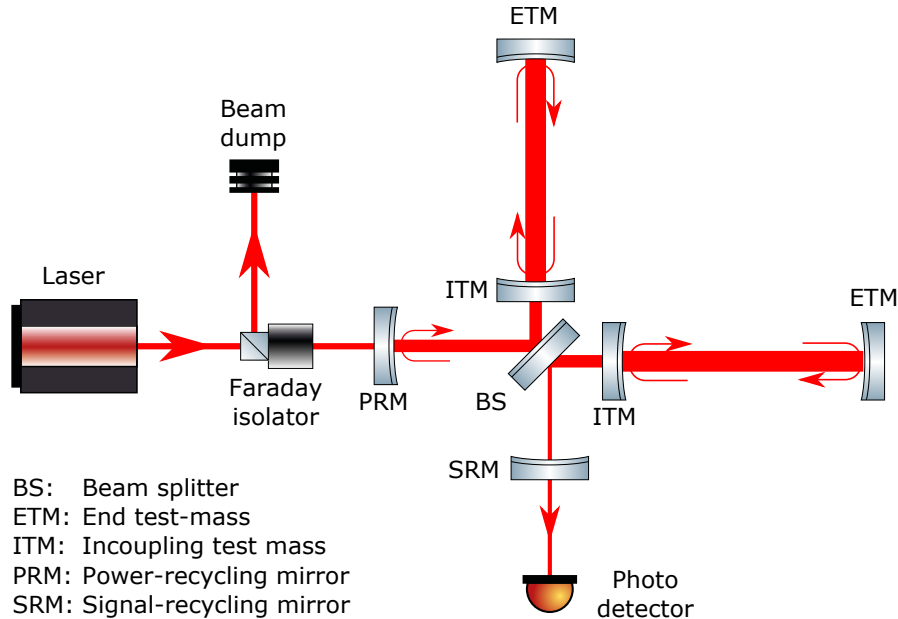 ETM
Beam
dump
Laser
ITM
ETM
Faraday
isolator
PRM
BS
ITM
SRM
BS: Beam splitter
ETM: End test-mass
ITM: Incoupling test mass
PRM: Power-recycling mirror
SRM: Signal-recycling mirror
Photo
detector